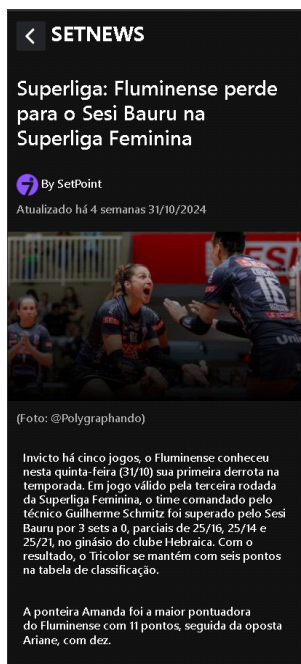 SETNEWS
Superliga: Fluminense perde
para o Sesi Bauru na
Superliga Feminina
By SetPoint
Atualizado há 4 semanas 31/10/2024
SESI
16
(Foto: @Polygraphando)
Invicto há cinco jogos, o Fluminense conheceu
nesta quinta-feira (31/10) sua primeira derrota na
temporada. Em jogo válido pela terceira rodada
da Superliga Feminina, o time comandado pelo
técnico Guilherme Schmitz foi superado pelo Sesi
Bauru por 3 sets a 0, parciais de 25/16, 25/14 e
25/21, no ginásio do clube Hebraica. Com o
resultado, o Tricolor se mantém com seis pontos
na tabela de classificação.
A ponteira Amanda foi a maior pontuadora
do Fluminense com 11 pontos, seguida da oposta
Ariane, com dez.